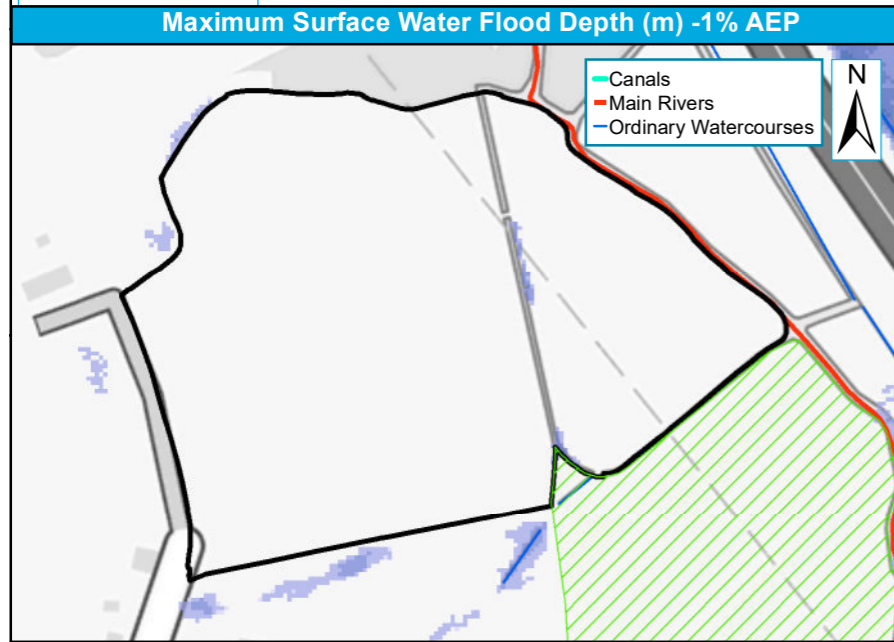 Maximum Surface Water Flood Depth (m) -1% AEP
Canals
Main Rivers
Ordinary Watercourses
N